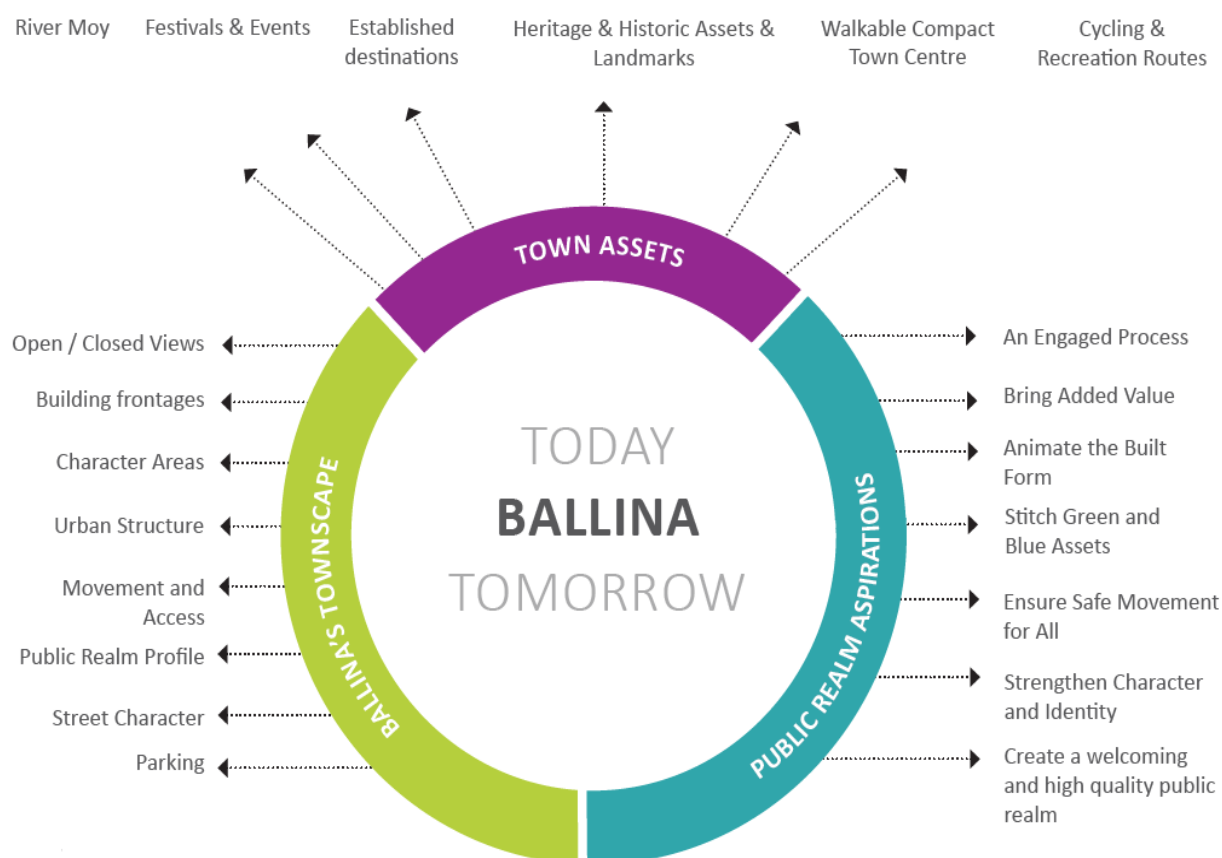 River Moy
Festivals & Events
Established
destinations
Heritage & Historic Assets &
Landmarks
Walkable Compact
Town Centre
Cycling &
Recreation Routes
TOWN ASSETS
Open / Closed Views
Building frontages
Character Areas
Urban Structure
Movement and
Access
Public Realm Profile
Street Character
Parking
BALLINA'S TOWNSCAPE
TODAY
BALLINA
TOMORROW
PUBLIC REALM ASPIRATIONS
An Engaged Process
Bring Added Value
Animate the Built
Form
Stitch Green and
Blue Assets
Ensure Safe Movement
for All
Strengthen Character
and Identity
Create a welcoming
and high quality public
realm